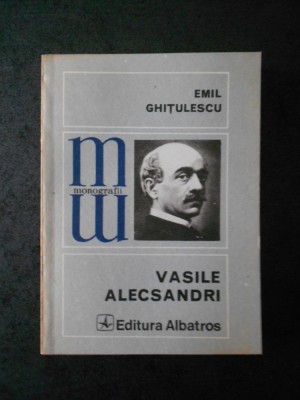 EMIL
GHIȚULESCU
m
monografii
m
VASILE
ALECSANDRI
Editura Albatros